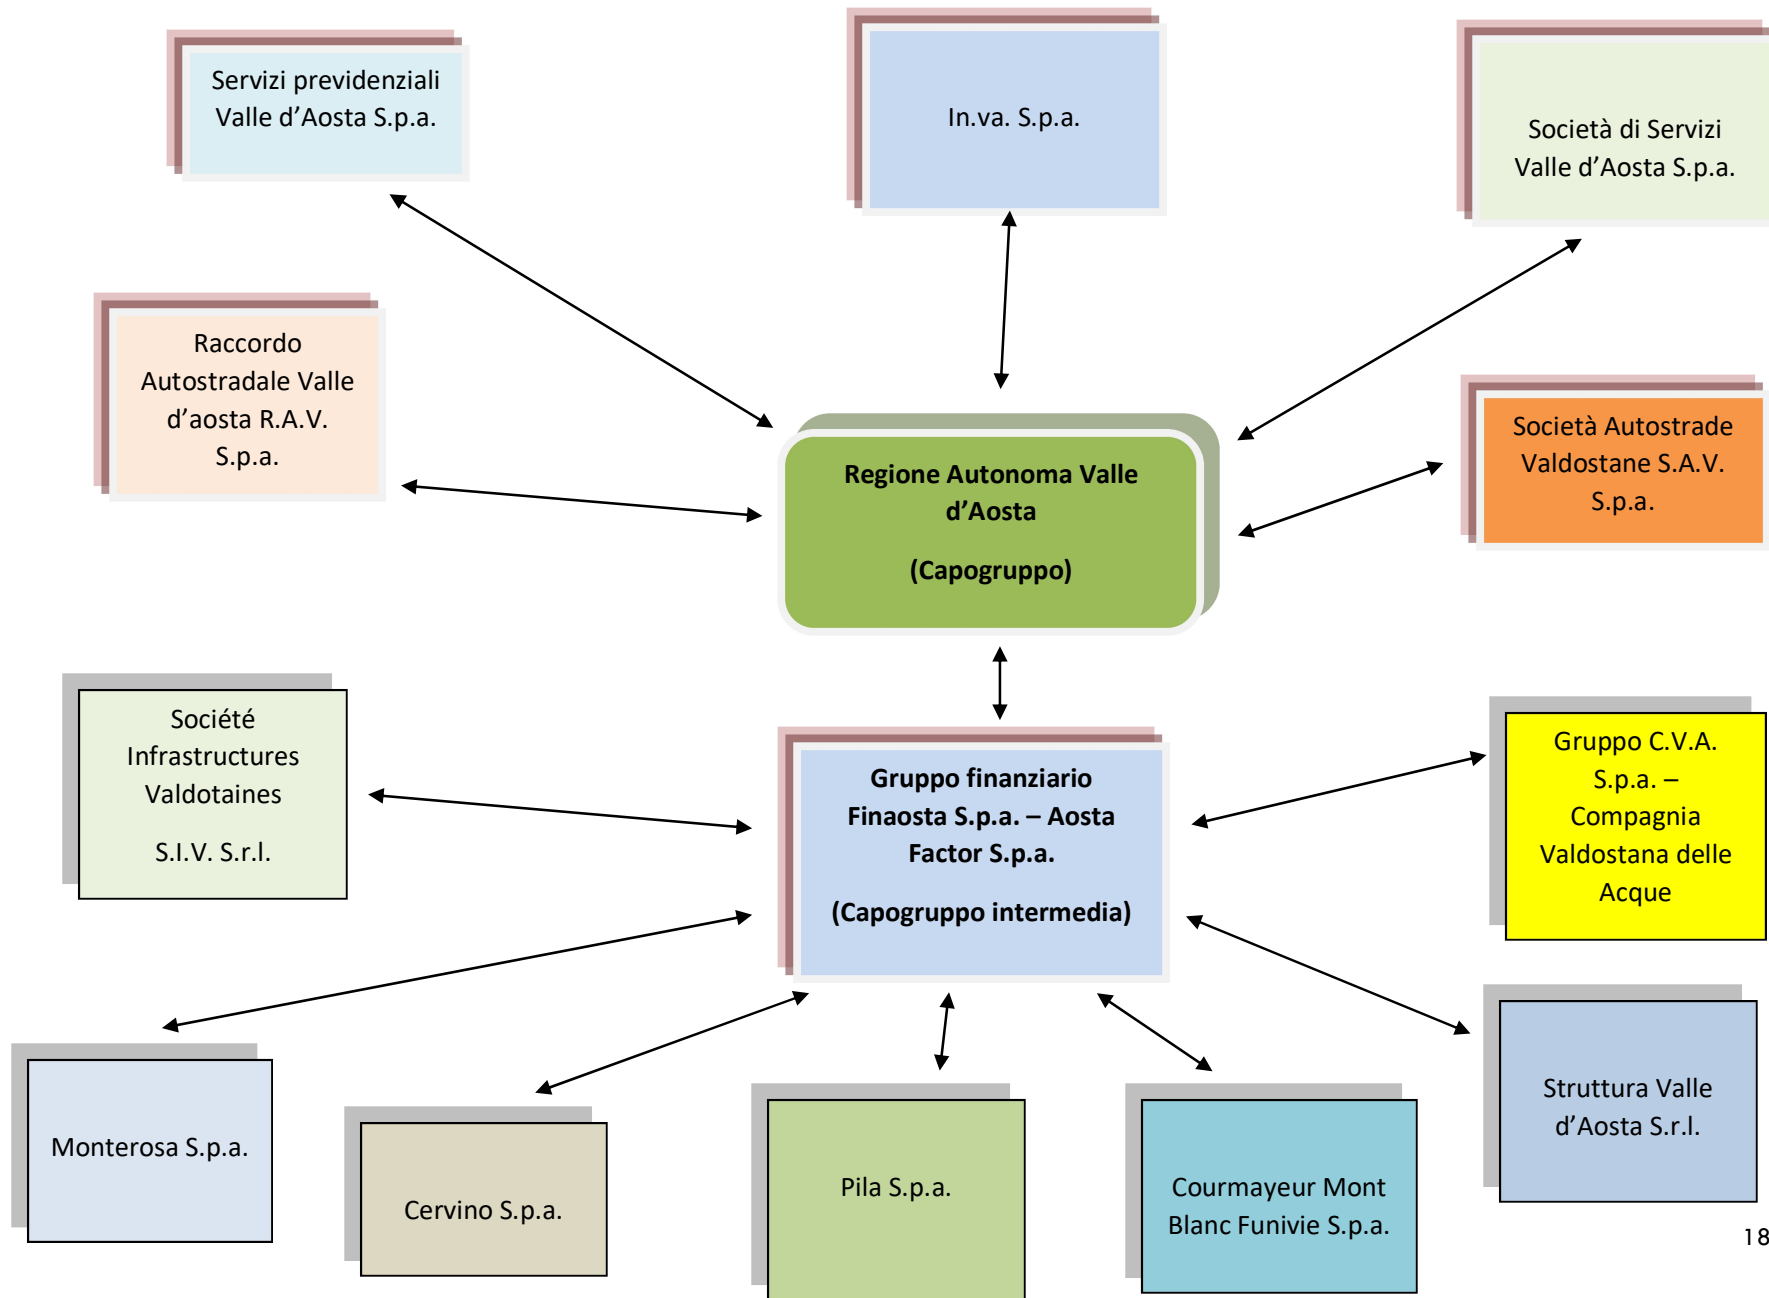 Servizi previdenziali
Valle d’Aosta S.p.a.
In.va. S.p.a.
Società di Servizi
Valle d’Aosta S.p.a.
Raccordo
Autostradale Valle
d’aosta R.A.V.
S.p.a.
Regione Autonoma Valle
d’Aosta
(Capogruppo)
Società Autostrade
Valdostane S.A.V.
S.p.a.
Société
Infrastructures
Valdotaines
S.I.V. S.r.l.
Gruppo finanziario
Finaosta S.p.a. – Aosta
Factor S.p.a.
(Capogruppo intermedia)
Gruppo C.V.A.
S.p.a. –
Compagnia
Valdostana delle
Acque
Monterosa S.p.a.
Cervino S.p.a.
Pila S.p.a.
Courmayeur Mont
Blanc Funivie S.p.a.
Struttura Valle
d’Aosta S.r.l.
18